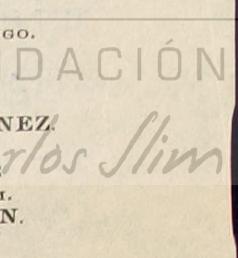 GO.
DACIÓN
NEZ.
rlos Slim
M.
N.